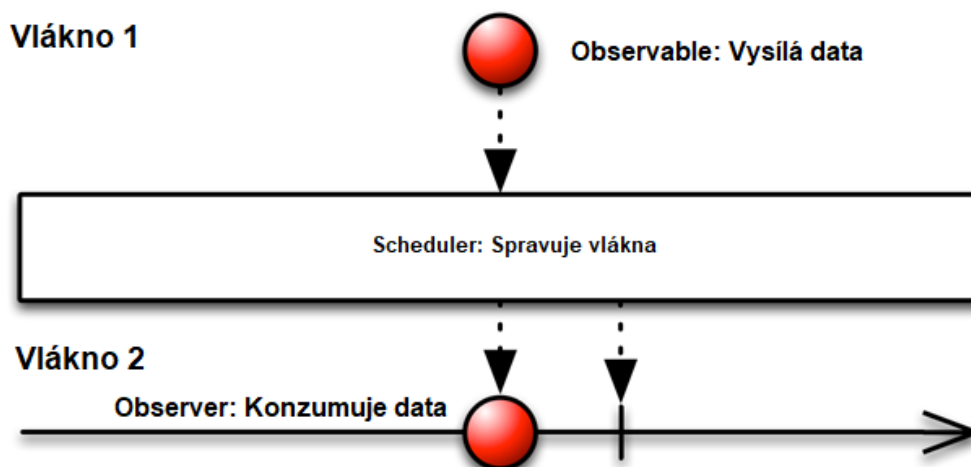 Vlákno 1
Observable: Vysílá data
Scheduler: Spravuje vlákna
Vlákno 2
Observer: Konzumuje data